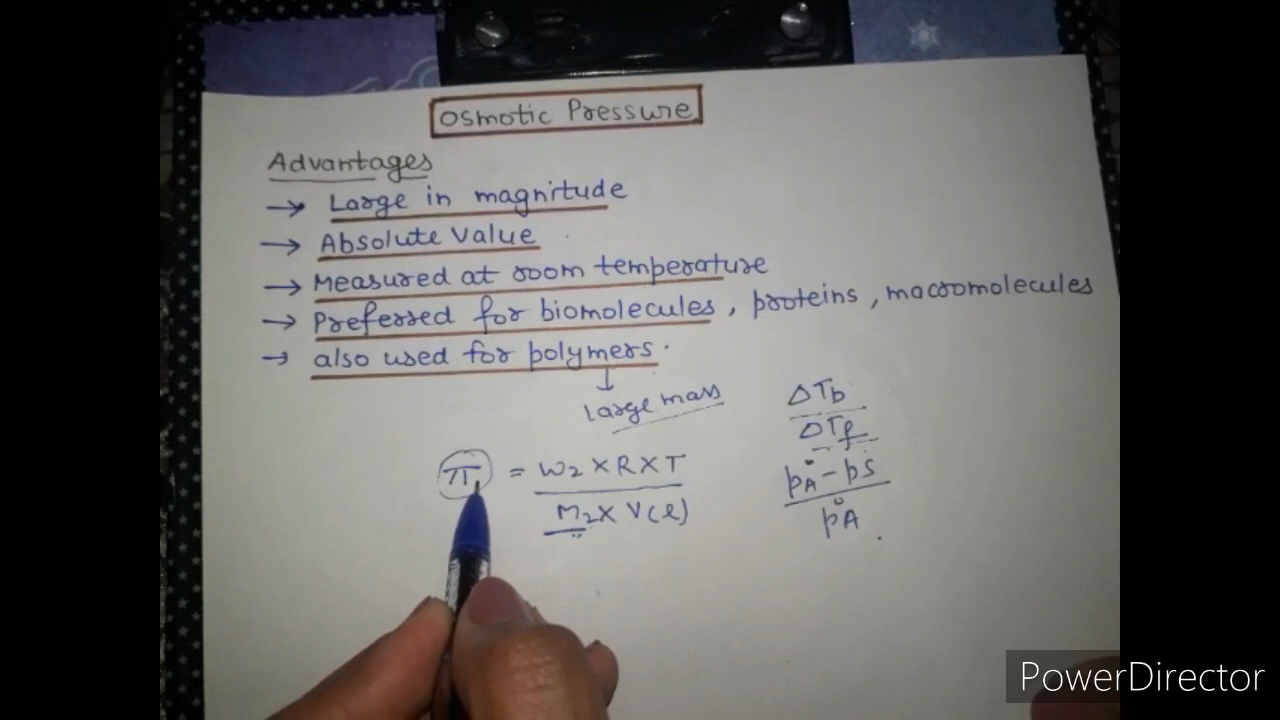 Osmotic Pressure
Advantages
→ Large in magnitude
→ Absolute Value
→ Measured at room temperature
→ Preferred for biomolecules, proteins, macromolecules
→ also used for polymers.
↓
Large mass
π = W₂ × R × T
M₂ × V(l)
ΔTb
ΔTf
p°A - pS
p°A
PowerDirector